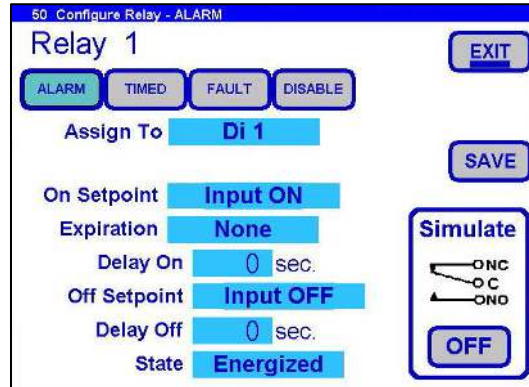 50 Configure Relay - ALARM
Relay 1
EXIT
ALARM TIMED FAULT DISABLE
Assign To Di 1
SAVE
On Setpoint Input ON
Expiration None
Delay On 0 sec.
Off Setpoint Input OFF
Delay Off 0 sec.
State Energized
Simulate
NC
C
NO
OFF